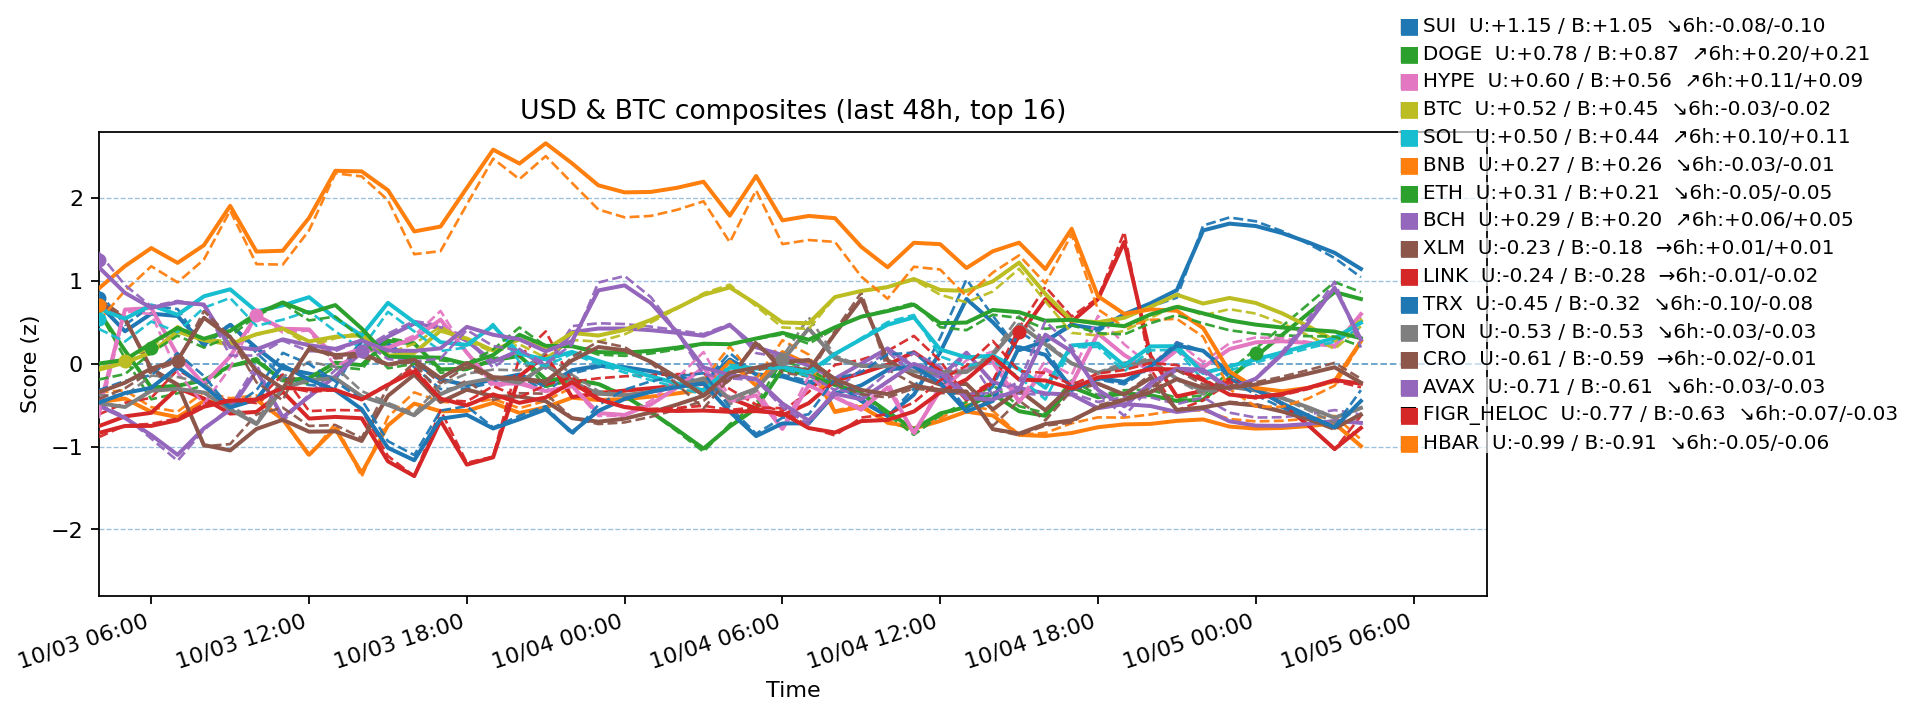 SUI U:+1.15 / B:+1.05 ↘6h:-0.08/-0.10
DOGE U:+0.78 / B:+0.87 ↗6h:+0.20/+0.21
HYPE U:+0.60 / B:+0.56 ↗6h:+0.11/+0.09
BTC U:+0.52 / B:+0.45 ↘6h:-0.03/-0.02
SOL U:+0.50 / B:+0.44 ↗6h:+0.10/+0.11
BNB U:+0.27 / B:+0.26 ↘6h:-0.03/-0.01
ETH U:+0.31 / B:+0.21 ↘6h:-0.05/-0.05
BCH U:+0.29 / B:+0.20 ↗6h:+0.06/+0.05
XLM U:-0.23 / B:-0.18 →6h:+0.01/+0.01
LINK U:-0.24 / B:-0.28 →6h:-0.01/-0.02
TRX U:-0.45 / B:-0.32 ↘6h:-0.10/-0.08
TON U:-0.53 / B:-0.53 ↘6h:-0.03/-0.03
CRO U:-0.61 / B:-0.59 →6h:-0.02/-0.01
AVAX U:-0.71 / B:-0.61 ↘6h:-0.03/-0.03
FIGR_HELOC U:-0.77 / B:-0.63 ↘6h:-0.07/-0.03
HBAR U:-0.99 / B:-0.91 ↘6h:-0.05/-0.06
USD & BTC composites (last 48h, top 16)
Score (z)
2
1
0
−1
−2
10/03 06:00
10/03 12:00
10/03 18:00
10/04 00:00
10/04 06:00
10/04 12:00
10/04 18:00
10/05 00:00
10/05 06:00
Time